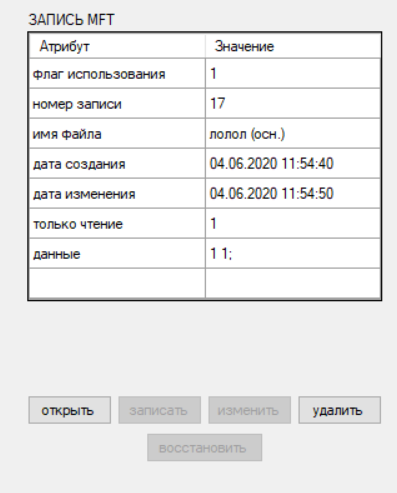 ЗАПИСЬ MFT
Атрибут Значение
флаг использования 1
номер записи 17
имя файла лолол (осн.)
дата создания 04.06.2020 11:54:40
дата изменения 04.06.2020 11:54:50
только чтение 1
данные 1 1;
открыть записать изменить удалить
восстановить